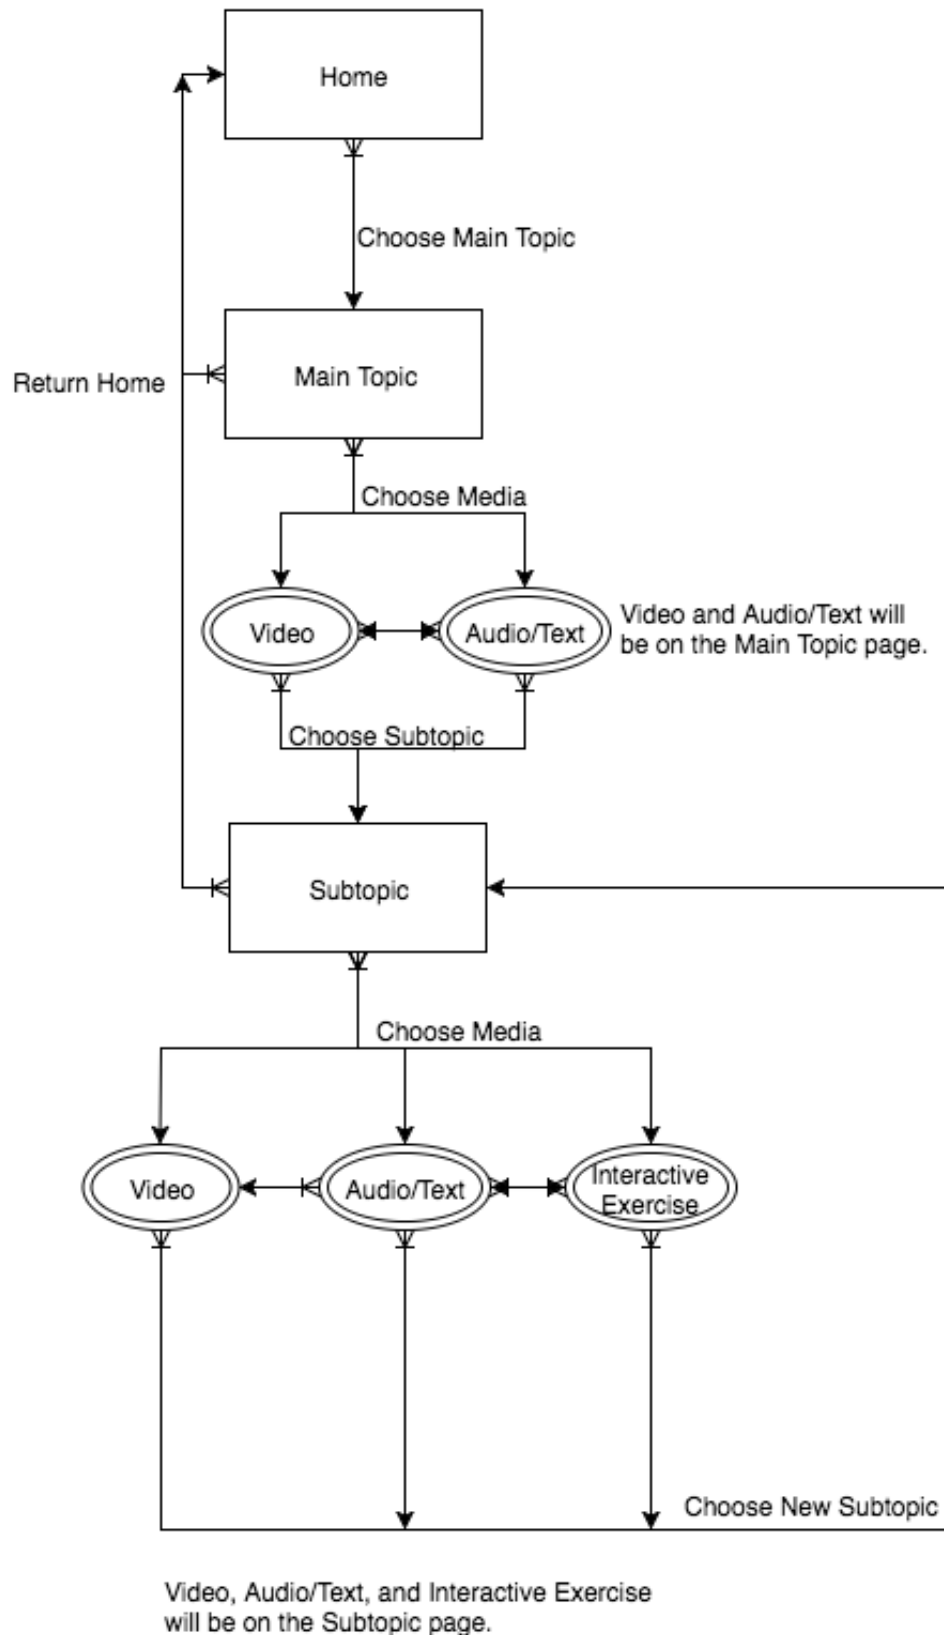 Home
Choose Main Topic
Main Topic
Return Home
Choose Media
Video
Audio/Text
Video and Audio/Text will
be on the Main Topic page.
Choose Subtopic
Subtopic
Choose Media
Video
Audio/Text
Interactive
Exercise
Choose New Subtopic
Video, Audio/Text, and Interactive Exercise
will be on the Subtopic page.